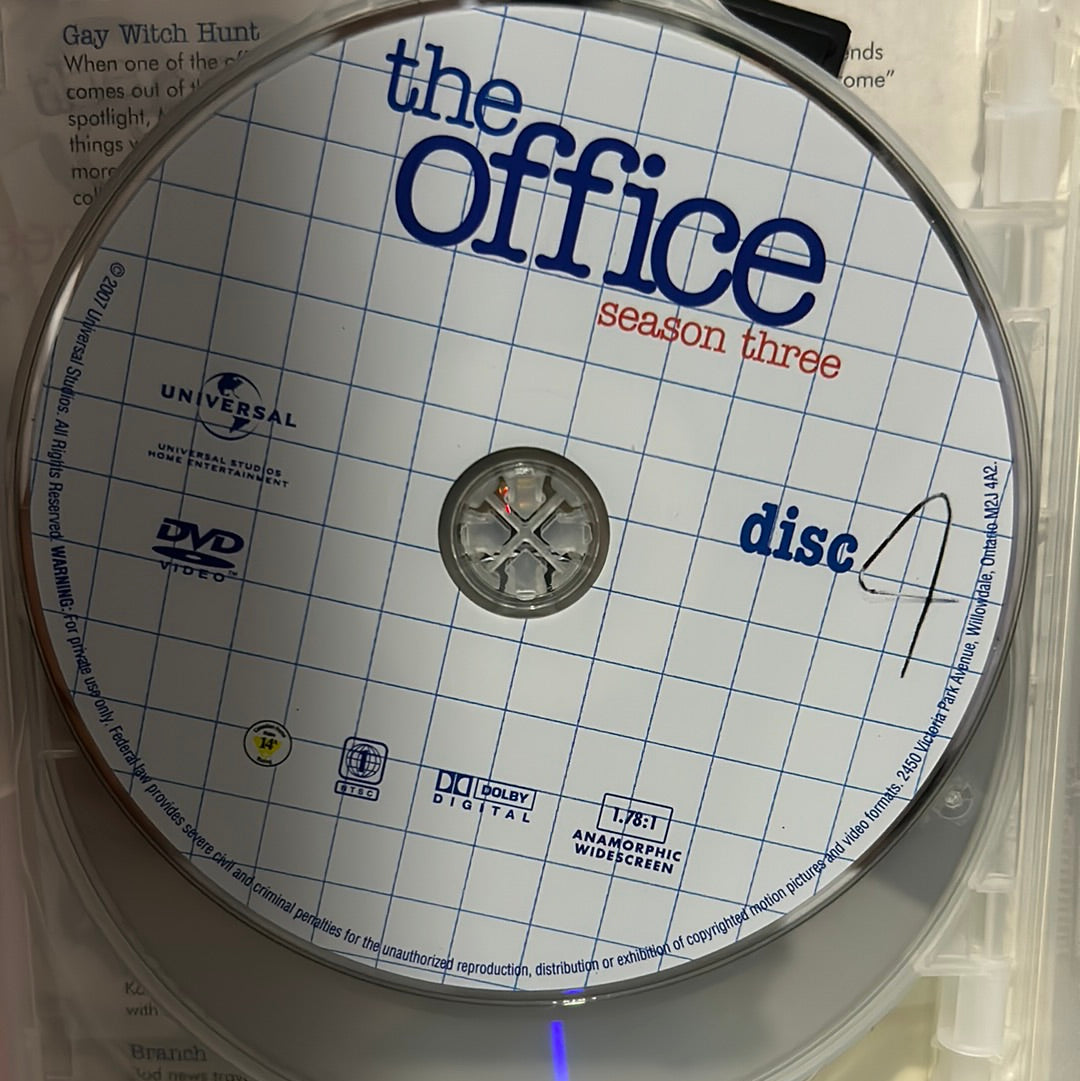 Gay Witch Hunt
When one of the
comes out of
spotlight,
things
more
ends
ome"
the
office
season three
© 2007 Universal Studios. All Rights Reserved. WARNING: For private use only. Federal law provides severe civil and criminal penalties for the unauthorized reproduction, distribution or exhibition of copyrighted motion pictures and video formats. 2450 Victoria Park Avenue, Willowdale, Ontario M2J 4A2.
UNIVERSAL
UNIVERSAL STUDIOS
HOME ENTERTAINMENT
DVD
VIDEO™
disc 4
14+
NTSC
DOLBY
DIGITAL
1.78:1
ANAMORPHIC
WIDESCREEN
with
Branch